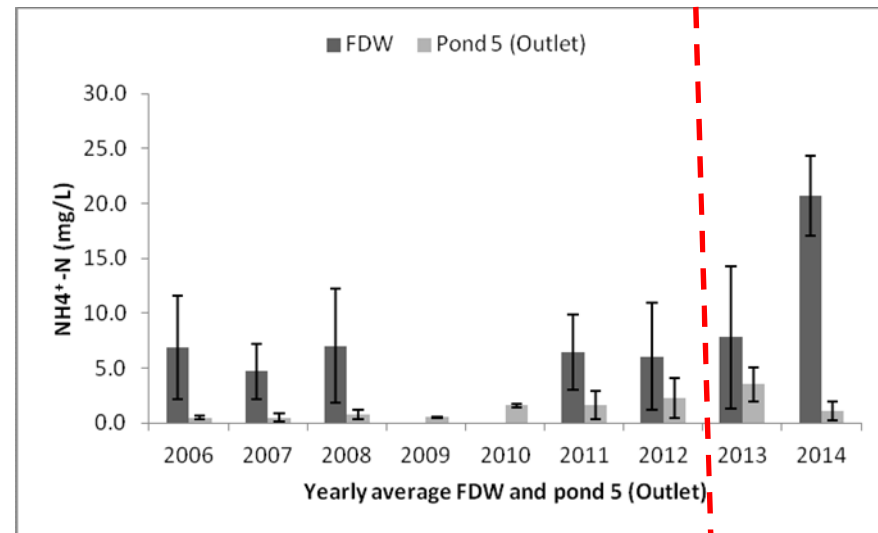 FDW Pond 5 (Outlet)
30.0
25.0
20.0
15.0
10.0
5.0
0.0
NH4⁺-N (mg/L)
2006 2007 2008 2009 2010 2011 2012 2013 2014
Yearly average FDW and pond 5 (Outlet)